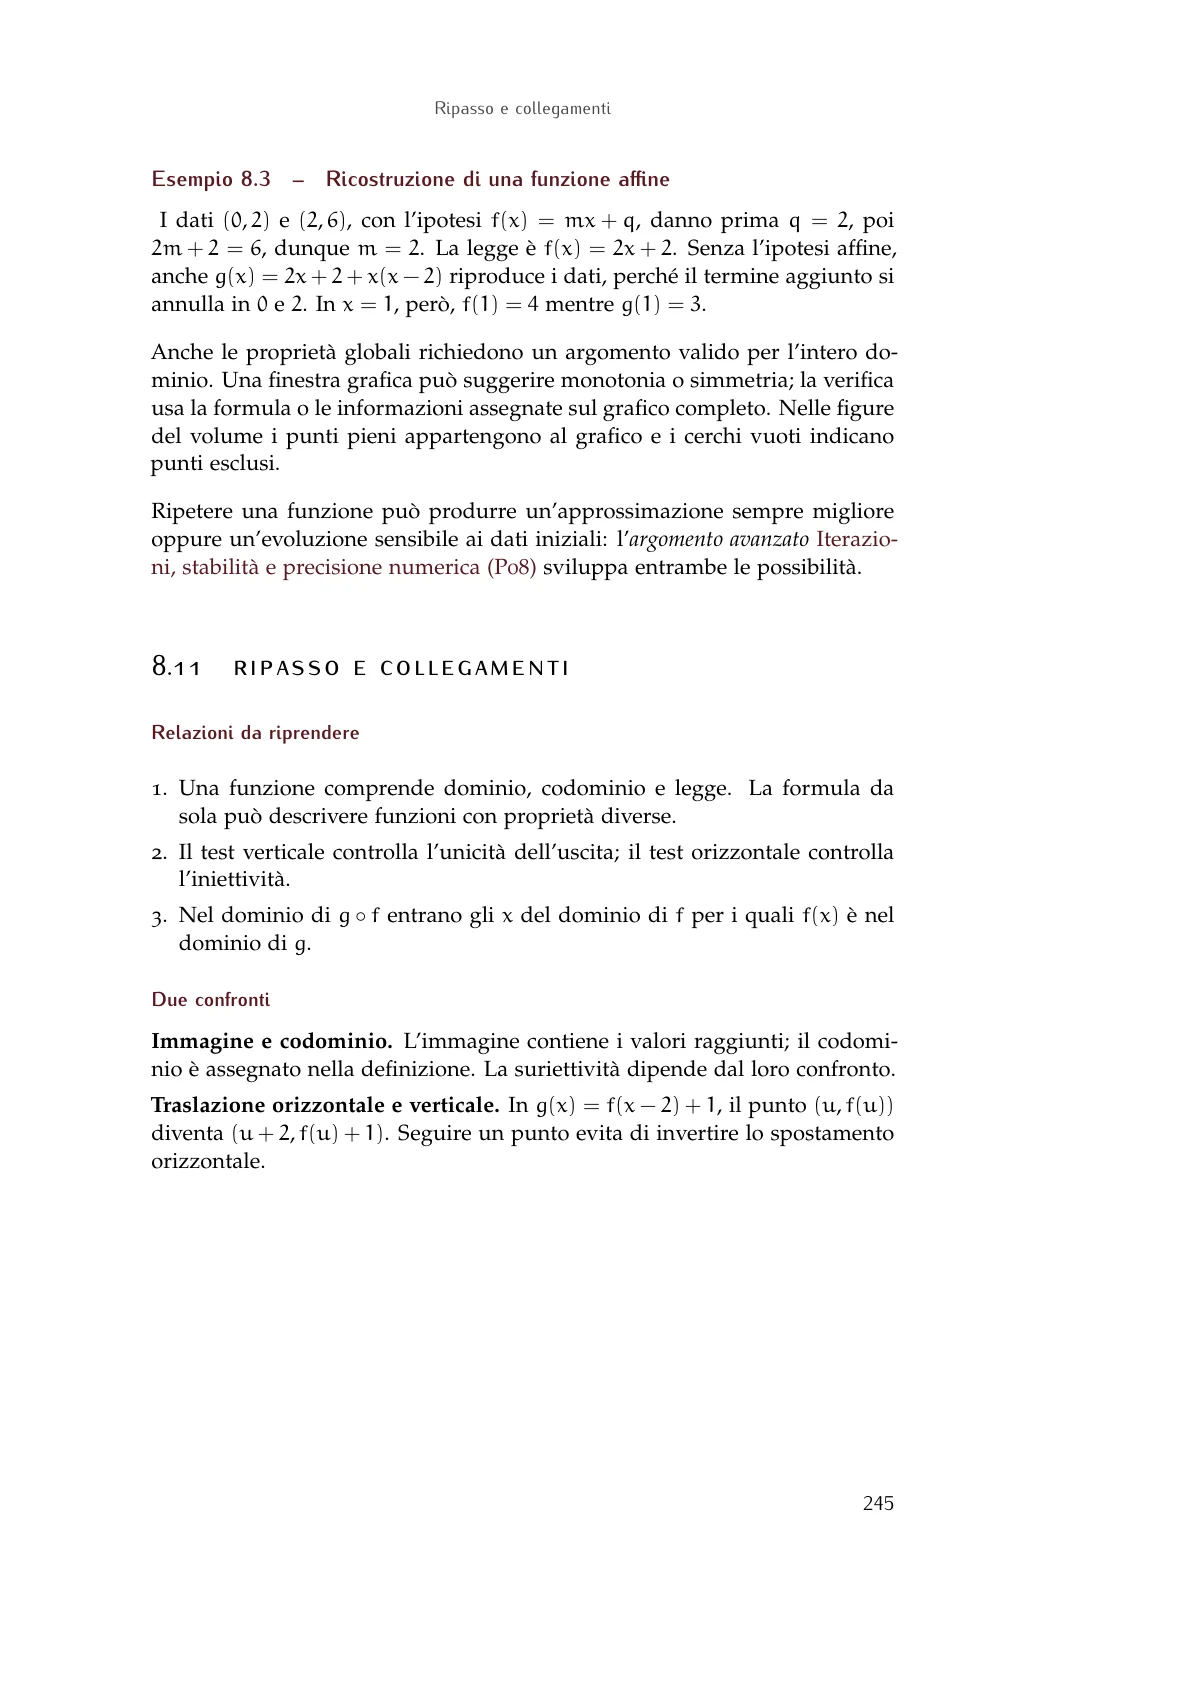 Ripasso e collegamenti
Esempio 8.3 – Ricostruzione di una funzione affine
I dati (0, 2) e (2, 6), con l'ipotesi f(x) = mx + q, danno prima q = 2, poi
2m + 2 = 6, dunque m = 2. La legge è f(x) = 2x + 2. Senza l'ipotesi affine,
anche g(x) = 2x + 2 + x(x − 2) riproduce i dati, perché il termine aggiunto si
annulla in 0 e 2. In x = 1, però, f(1) = 4 mentre g(1) = 3.
Anche le proprietà globali richiedono un argomento valido per l'intero do-
minio. Una finestra grafica può suggerire monotonia o simmetria; la verifica
usa la formula o le informazioni assegnate sul grafico completo. Nelle figure
del volume i punti pieni appartengono al grafico e i cerchi vuoti indicano
punti esclusi.
Ripetere una funzione può produrre un'approssimazione sempre migliore
oppure un'evoluzione sensibile ai dati iniziali: l'argomento avanzato Iterazio-
ni, stabilità e precisione numerica (P08) sviluppa entrambe le possibilità.
8.11 RIPASSO E COLLEGAMENTI
Relazioni da riprendere
1. Una funzione comprende dominio, codominio e legge. La formula da
sola può descrivere funzioni con proprietà diverse.
2. Il test verticale controlla l'unicità dell'uscita; il test orizzontale controlla
l'iniettività.
3. Nel dominio di g ∘ f entrano gli x del dominio di f per i quali f(x) è nel
dominio di g.
Due confronti
Immagine e codominio. L'immagine contiene i valori raggiunti; il codomi-
nio è assegnato nella definizione. La suriettività dipende dal loro confronto.
Traslazione orizzontale e verticale. In g(x) = f(x − 2) + 1, il punto (u, f(u))
diventa (u + 2, f(u) + 1). Seguire un punto evita di invertire lo spostamento
orizzontale.
245